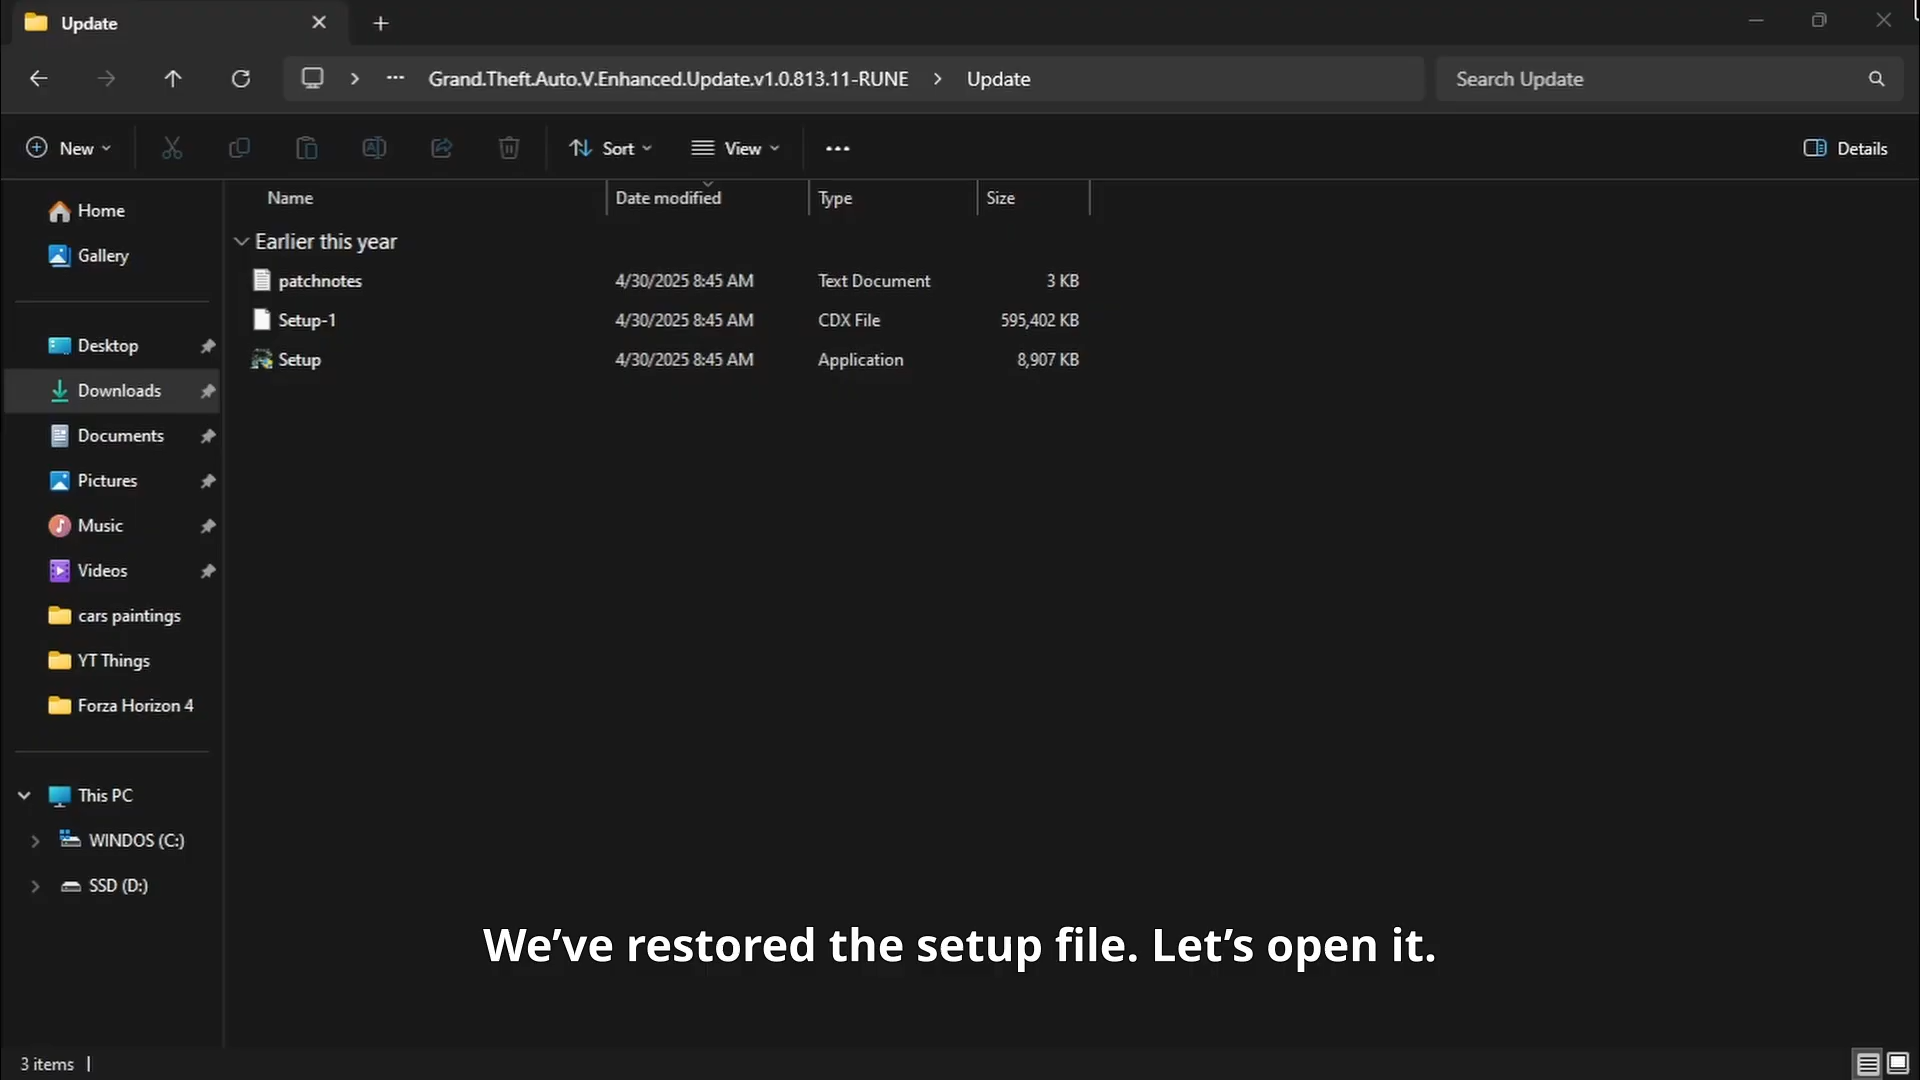 Update
Grand.Theft.Auto.V.Enhanced.Update.v1.0.813.11-RUNE
Update
Search Update
New
Sort
View
Details
Name
Date modified
Type
Size
Home
Gallery
Earlier this year
patchnotes 4/30/2025 8:45 AM Text Document 3 KB
Setup-1 4/30/2025 8:45 AM CDX File 595,402 KB
Setup 4/30/2025 8:45 AM Application 8,907 KB
Desktop
Downloads
Documents
Pictures
Music
Videos
cars paintings
YT Things
Forza Horizon 4
This PC
WINDOS (C:)
SSD (D:)
We’ve restored the setup file. Let’s open it.
3 items